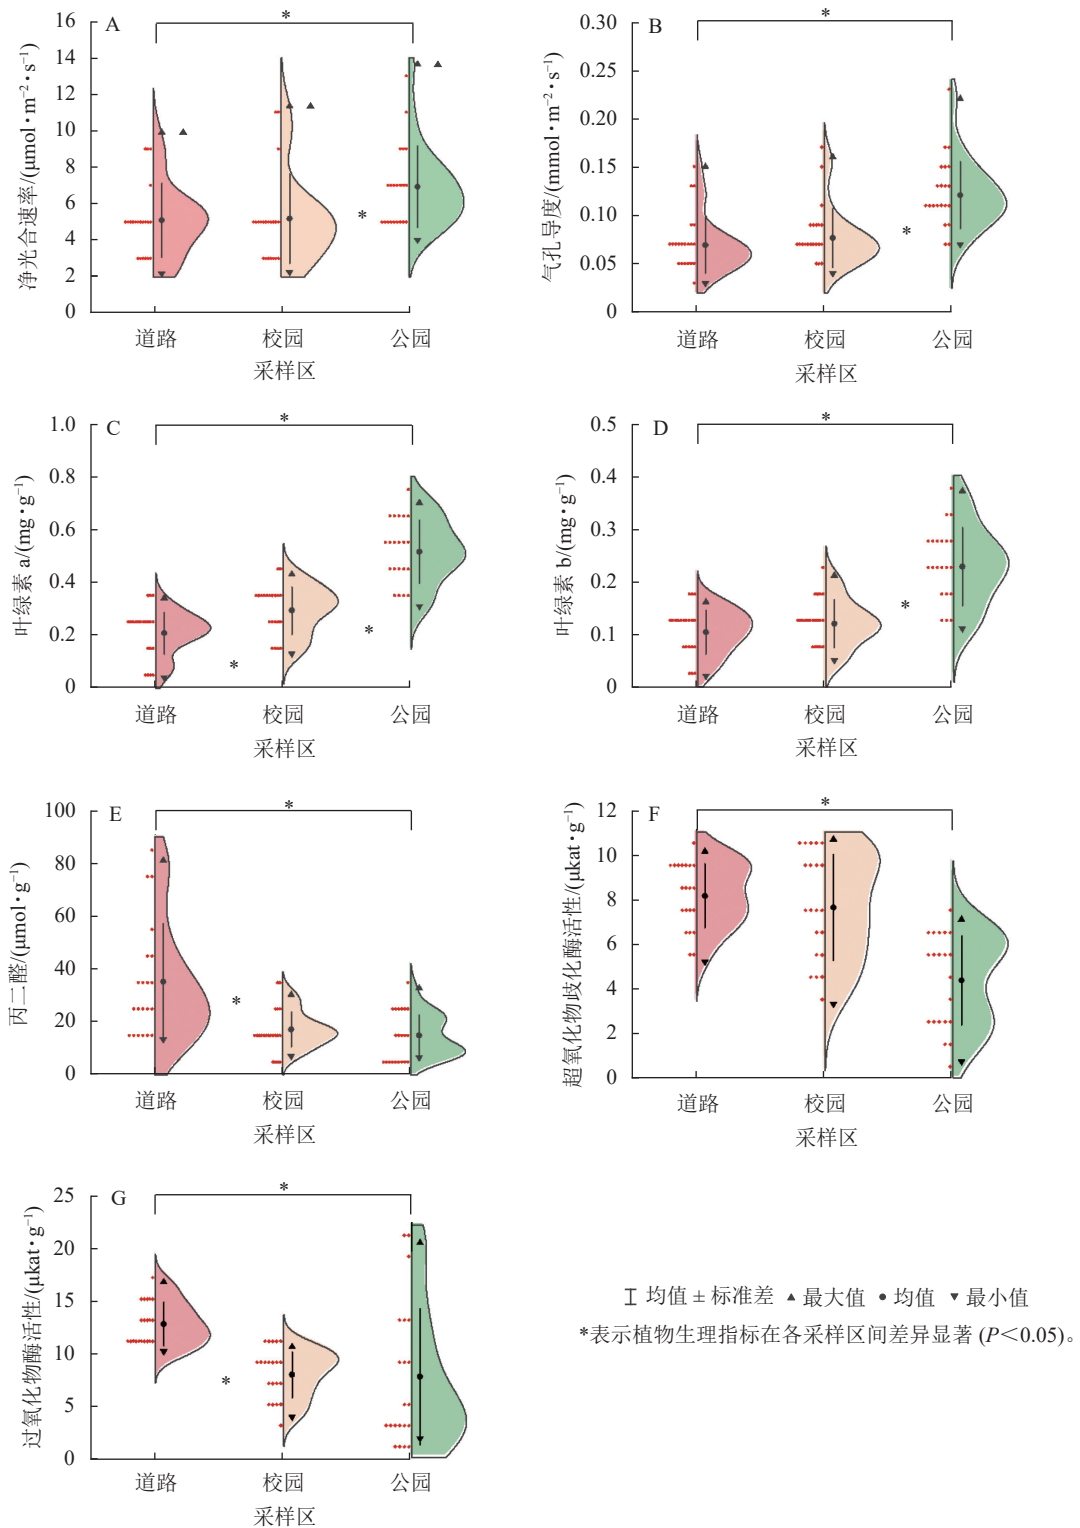 A
*
净光合速率/(μmol·m⁻²·s⁻¹)
16
14
12
10
8
6
4
2
0
*
道路 校园 公园
采样区
B
*
气孔导度/(mmol·m⁻²·s⁻¹)
0.30
0.25
0.20
0.15
0.10
0.05
0
*
道路 校园 公园
采样区
C
*
叶绿素 a/(mg·g⁻¹)
1.0
0.8
0.6
0.4
0.2
0
*
*
道路 校园 公园
采样区
D
*
叶绿素 b/(mg·g⁻¹)
0.5
0.4
0.3
0.2
0.1
0
*
道路 校园 公园
采样区
E
*
丙二醛/(μmol·g⁻¹)
100
80
60
40
20
0
*
道路 校园 公园
采样区
F
*
超氧化物歧化酶活性/(μkat·g⁻¹)
12
10
8
6
4
2
0
道路 校园 公园
采样区
G
*
过氧化物酶活性/(μkat·g⁻¹)
25
20
15
10
5
0
*
道路 校园 公园
采样区
均值 ± 标准差 ▲最大值 ●均值 ▼最小值
*表示植物生理指标在各采样区间差异显著 (P<0.05)。